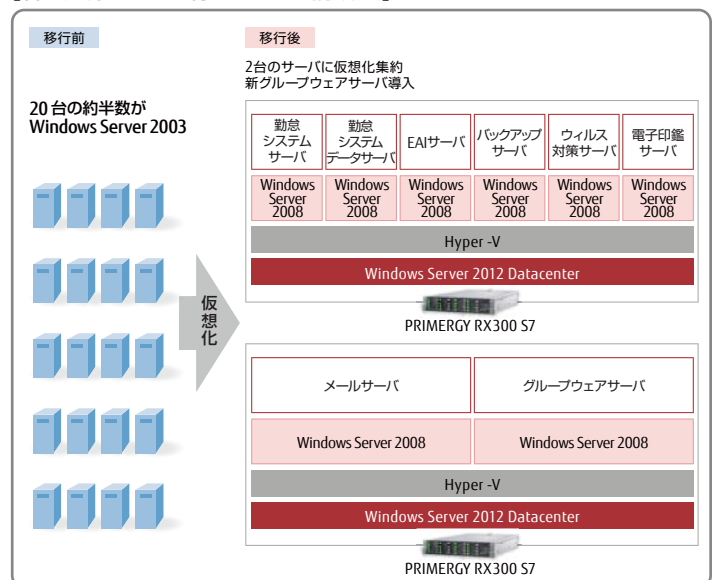 移行前
移行後
2台のサーバに仮想化集約
新グループウェアサーバ導入
20 台の約半数が
Windows Server 2003
仮想化
勤怠
システム
サーバ
勤怠
システム
データサーバ
EAIサーバ
バックアップ
サーバ
ウィルス
対策サーバ
電子印鑑
サーバ
Windows
Server
2008
Windows
Server
2008
Windows
Server
2008
Windows
Server
2008
Windows
Server
2008
Windows
Server
2008
Hyper -V
Windows Server 2012 Datacenter
PRIMERGY RX300 S7
メールサーバ
グループウェアサーバ
Windows Server 2008
Windows Server 2008
Hyper -V
Windows Server 2012 Datacenter
PRIMERGY RX300 S7